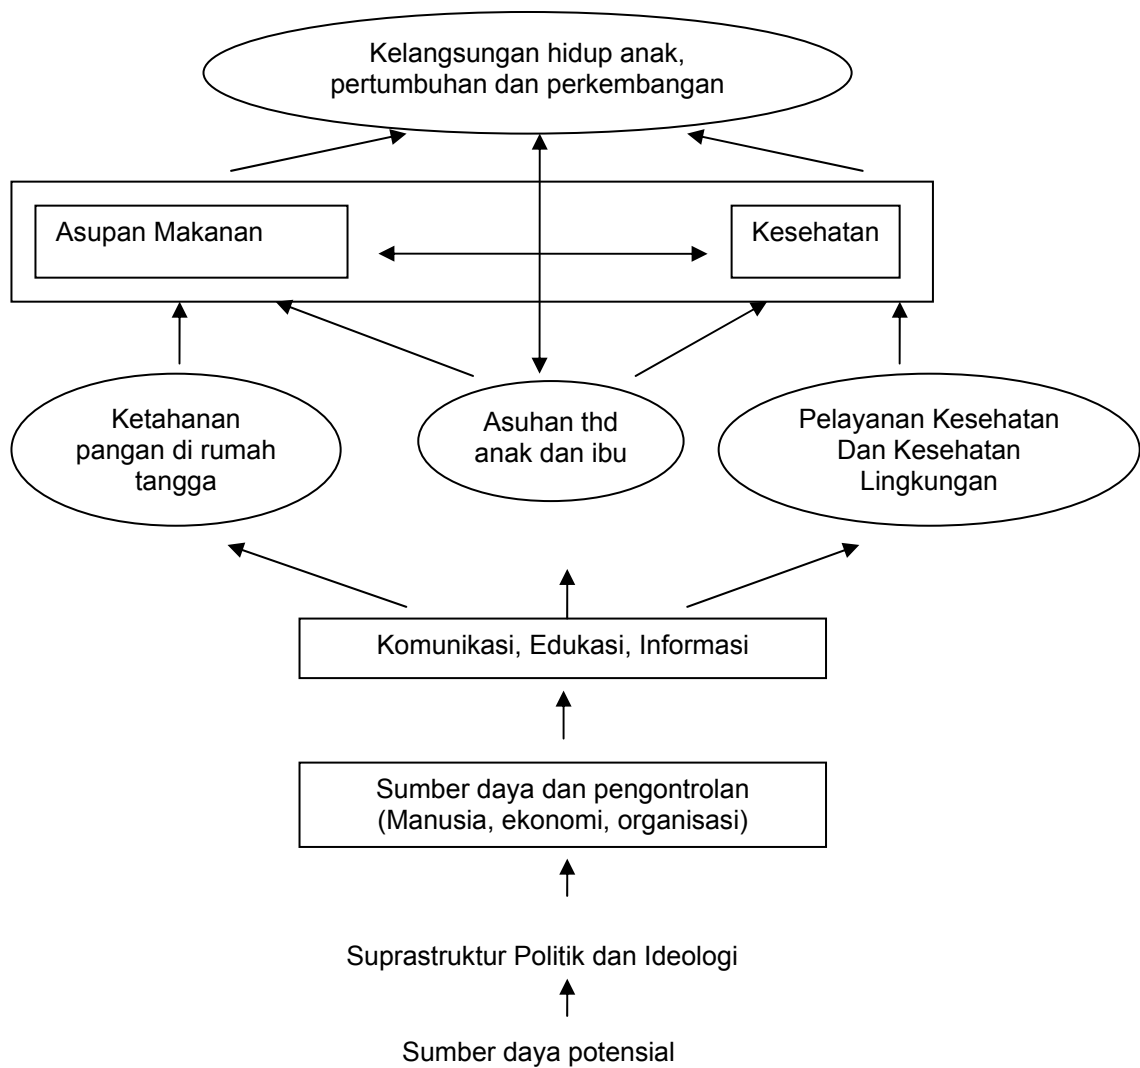 Kelangsungan hidup anak,
pertumbuhan dan perkembangan
Asupan Makanan
Kesehatan
Ketahanan
pangan di rumah
tangga
Asuhan thd
anak dan ibu
Pelayanan Kesehatan
Dan Kesehatan
Lingkungan
Komunikasi, Edukasi, Informasi
Sumber daya dan pengontrolan
(Manusia, ekonomi, organisasi)
Suprastruktur Politik dan Ideologi
Sumber daya potensial